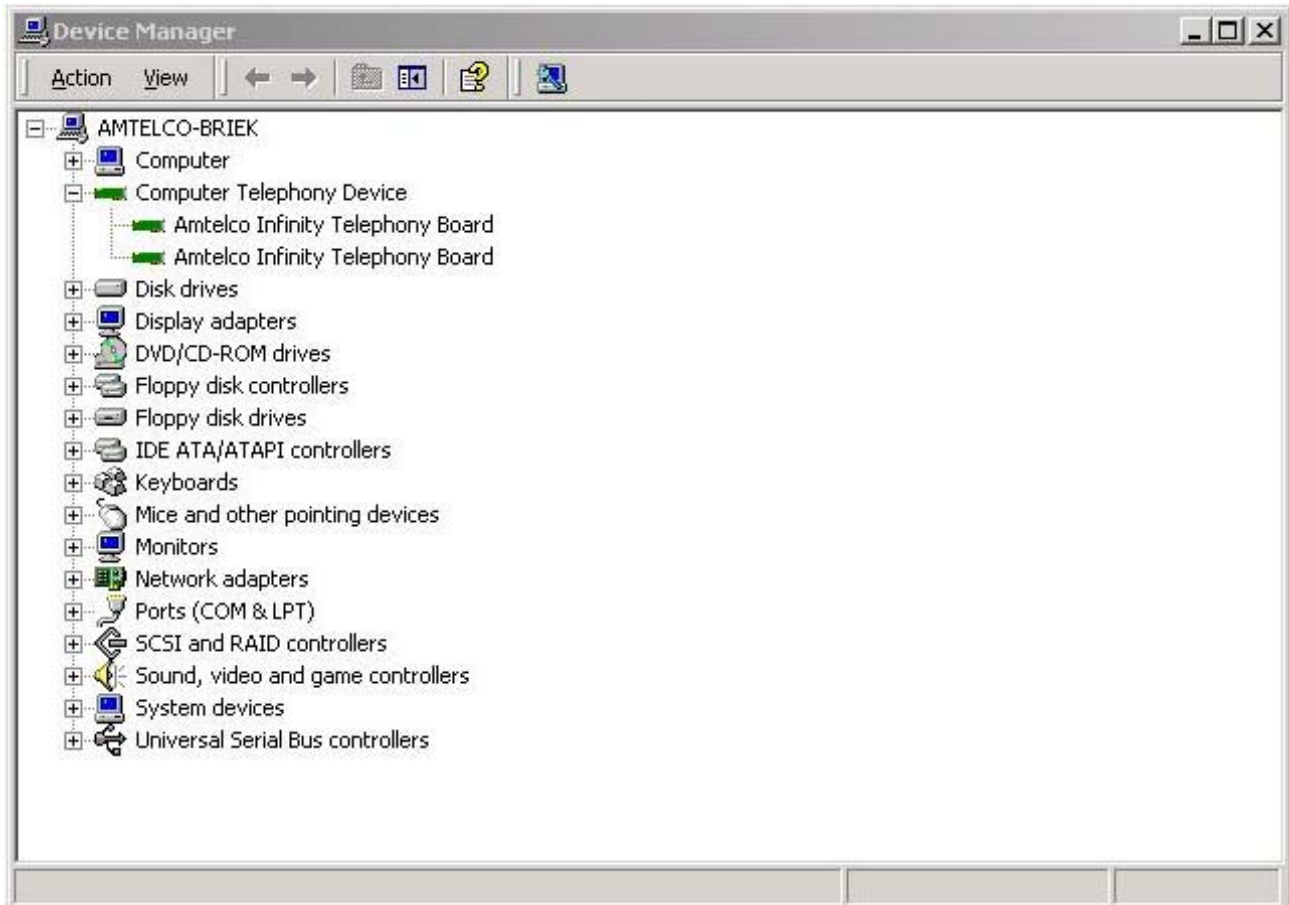 Device Manager
Action View
AMTELCO-BRIEK
Computer
Computer Telephony Device
Amtelco Infinity Telephony Board
Amtelco Infinity Telephony Board
Disk drives
Display adapters
DVD/CD-ROM drives
Floppy disk controllers
Floppy disk drives
IDE ATA/ATAPI controllers
Keyboards
Mice and other pointing devices
Monitors
Network adapters
Ports (COM & LPT)
SCSI and RAID controllers
Sound, video and game controllers
System devices
Universal Serial Bus controllers